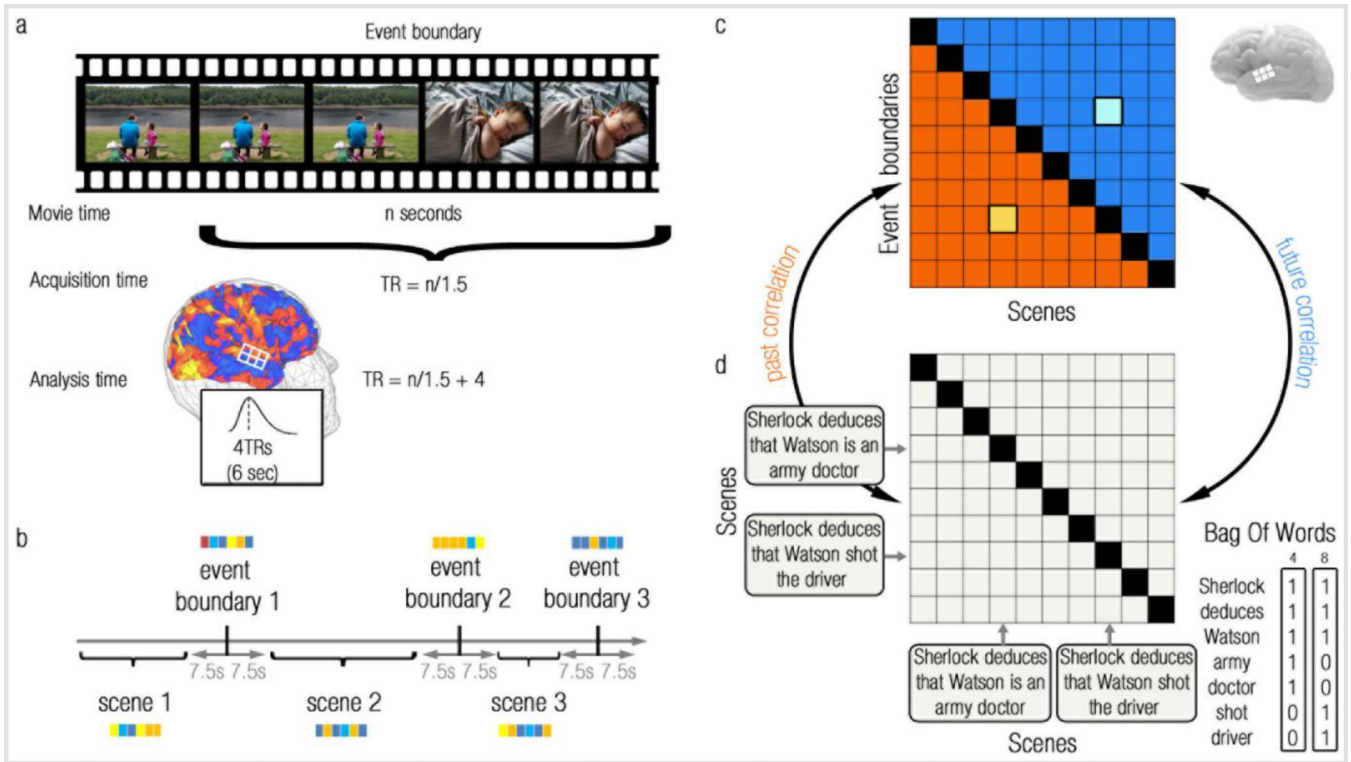 a
Event boundary
Movie time
n seconds
Acquisition time
TR = n/1.5
Analysis time
TR = n/1.5 + 4
4TRs
(6 sec)
b
event
boundary 1
event
boundary 2
event
boundary 3
7.5s 7.5s
7.5s 7.5s
7.5s 7.5s
scene 1
scene 2
scene 3
c
Event boundaries
Scenes
past correlation
future correlation
d
Sherlock deduces
that Watson is an
army doctor
Sherlock deduces
that Watson shot
the driver
Scenes
Sherlock deduces
that Watson is an
army doctor
Sherlock deduces
that Watson shot
the driver
Scenes
Bag Of Words
4 8
Sherlock 1 1
deduces 1 1
Watson 1 1
army 1 0
doctor 1 0
shot 0 1
driver 0 1